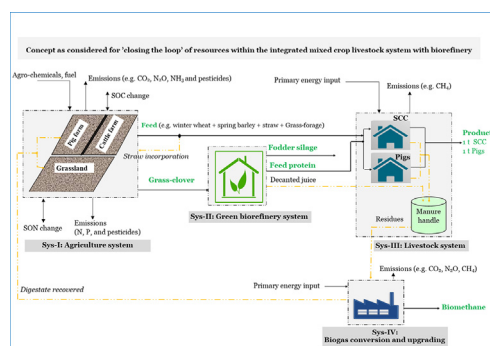 Concept as considered for 'closing the loop' of resources within the integrated mixed crop livestock system with biorefinery
Agro-chemicals, fuel
Emissions (e.g. CO₂, N₂O, NH₃ and pesticides)
SOC change
Primary energy input
Emissions (e.g. CH₄)
Pig farm
Cattle farm
Grassland
Feed (e.g. winter wheat + spring barley + straw + Grass-forage)
Straw incorporation
SCC
Pigs
Product
1 t SCC
1 t Pigs
Fodder silage
Feed protein
Decanted juice
Grass-clover
Sys-II: Green biorefinery system
Residues
Manure
handle
Sys-III: Livestock system
SON change
Emissions
(N, P, and pesticides)
Sys-I: Agriculture system
Digestate recovered
Primary energy input
Emissions (e.g. CO₂, N₂O, CH₄)
Biomethane
Sys-IV:
Biogas conversion and upgrading